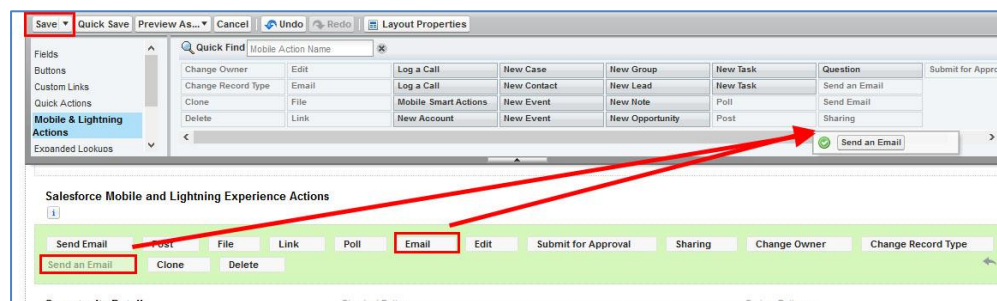 Save Quick Save Preview As... Cancel Undo Redo Layout Properties
Fields
Buttons
Custom Links
Quick Actions
Mobile & Lightning
Actions
Expanded Lookups
Quick Find Mobile Action Name
Change Owner Edit Log a Call New Case New Group New Task Question Submit for Appro
Change Record Type Email Log a Call New Contact New Lead New Task Send an Email
Clone File Mobile Smart Actions New Event New Note Poll Send Email
Delete Link New Account New Event New Opportunity Post Sharing
Send an Email
Salesforce Mobile and Lightning Experience Actions
i
Send Email Post File Link Poll Email Edit Submit for Approval Sharing Change Owner Change Record Type
Send an Email Clone Delete